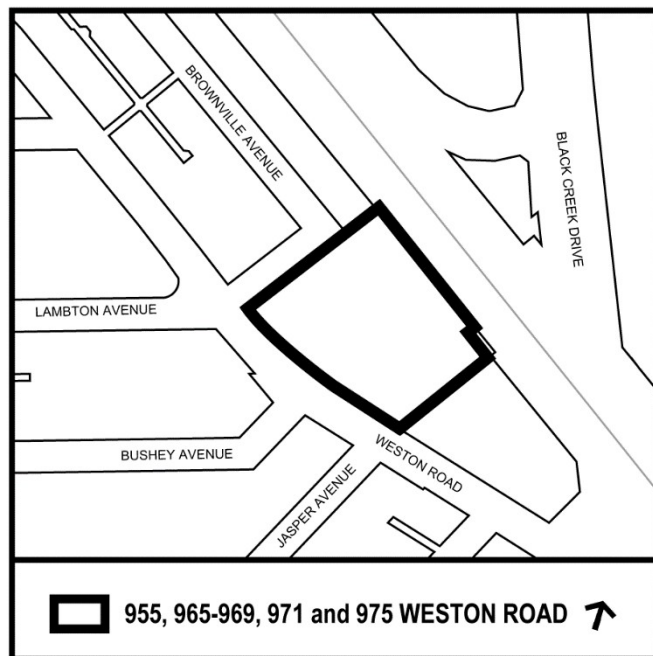 BROWNVILLE AVENUE
BLACK CREEK DRIVE
LAMBTON AVENUE
BUSHEY AVENUE
WESTON ROAD
JASPER AVENUE
955, 965-969, 971 and 975 WESTON ROAD